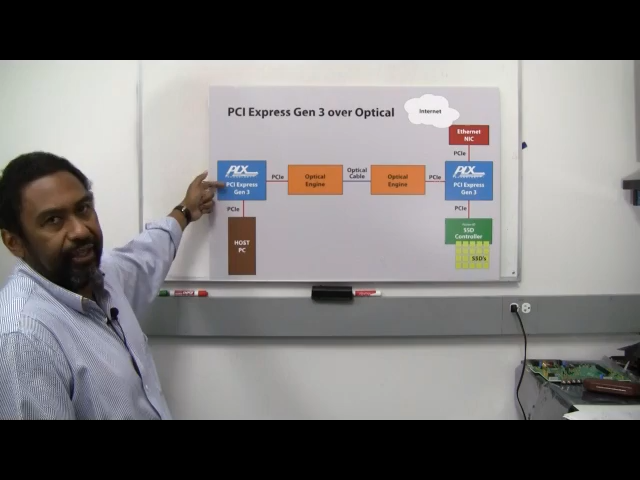 PCI Express Gen 3 over Optical
Internet
Ethernet
NIC
PCIe
PLX
PCI Express
Gen 3
PCIe
Optical
Engine
Optical
Cable
Optical
Engine
PCIe
PLX
PCI Express
Gen 3
PCIe
HOST
PC
PCIe
SSD
Controller
SSD's